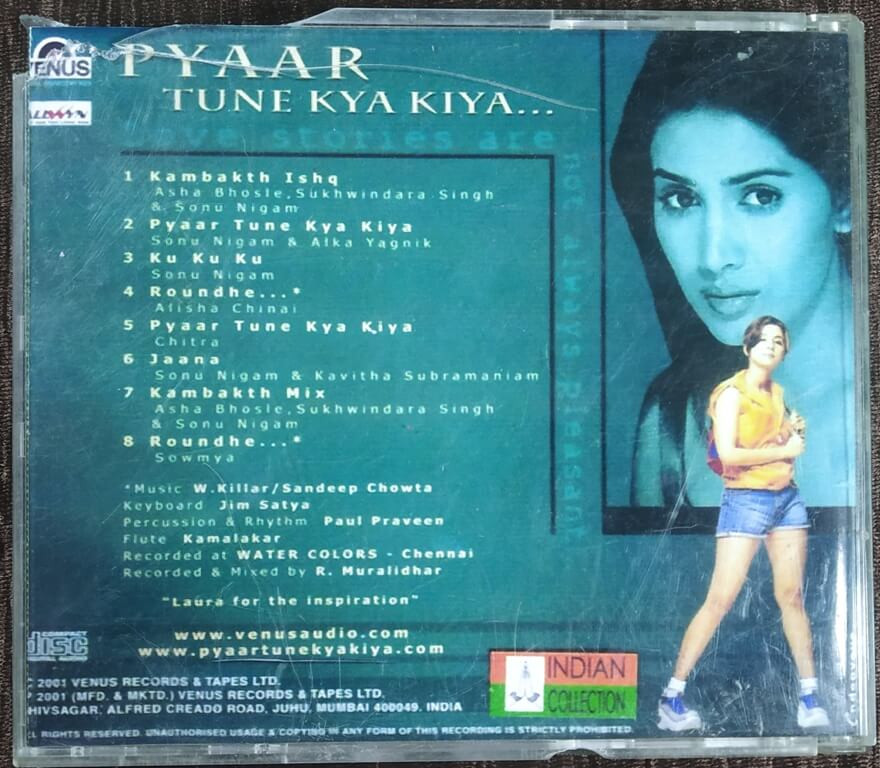 VENUS
PYAAR
TUNE KYA KIYA...
stories are
not always pleasant
1 Kambakth Ishq
Asha Bhosle,Sukhwindara Singh
& Sonu Nigam
2 Pyaar Tune Kya Kiya
Sonu Nigam & Alka Yagnik
3 Ku Ku Ku
Sonu Nigam
4 Roundhe...*
Alisha Chinai
5 Pyaar Tune Kya Kiya
Chitra
6 Jaana
Sonu Nigam & Kavitha Subramaniam
7 Kambakth Mix
Asha Bhosle,Sukhwindara Singh
& Sonu Nigam
8 Roundhe...*
Sowmya
*Music W.Killar/Sandeep Chowta
Keyboard Jim Satya
Percussion & Rhythm Paul Praveen
Flute Kamalakar
Recorded at WATER COLORS - Chennai
Recorded & Mixed by R. Muralidhar
"Laura for the inspiration"
www.venusaudio.com
www.pyaartunekyakiya.com
COMPACT
disc
DIGITAL AUDIO
INDIAN
COLLECTION
C 2001 VENUS RECORDS & TAPES LTD.
P 2001 (MFD. & MKTD.) VENUS RECORDS & TAPES LTD.
HIVSAGAR, ALFRED CREADO ROAD, JUHU, MUMBAI 400049. INDIA
L RIGHTS RESERVED. UNAUTHORISED USAGE & COPYING IN ANY FORM OF THIS RECORDING IS STRICTLY PROHIBITED.